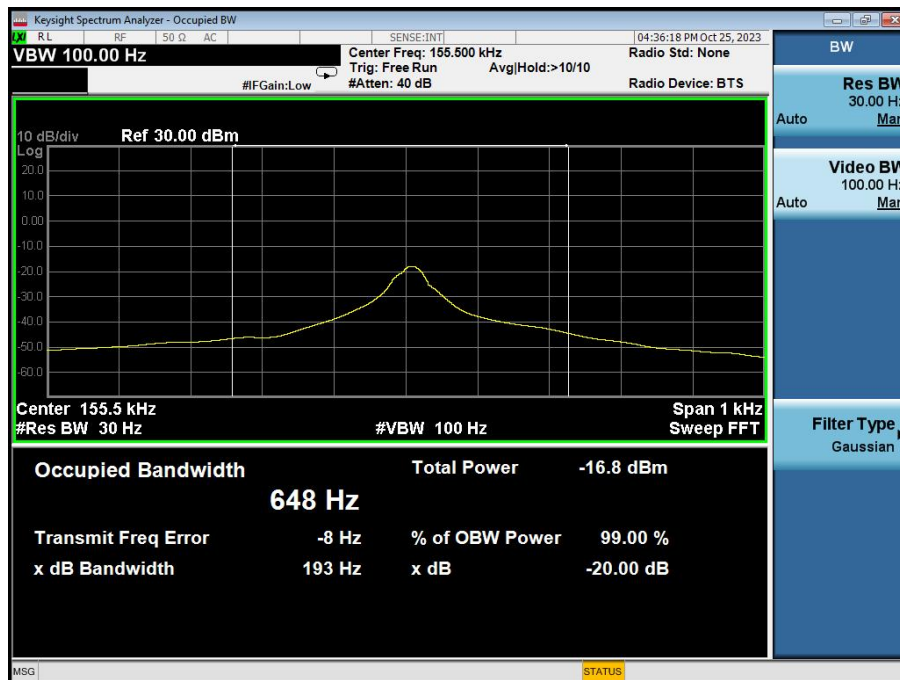 Keysight Spectrum Analyzer - Occupied BW
LXI RL RF 50 Ω AC SENSE:INT 04:36:18 PM Oct 25, 2023
VBW 100.00 Hz
Center Freq: 155.500 kHz Radio Std: None
Trig: Free Run Avg|Hold:>10/10
#IFGain:Low #Atten: 40 dB Radio Device: BTS
10 dB/div Ref 30.00 dBm
Log
20.0
10.0
0.00
-10.0
-20.0
-30.0
-40.0
-50.0
-60.0
Center 155.5 kHz Span 1 kHz
#Res BW 30 Hz #VBW 100 Hz Sweep FFT
Occupied Bandwidth Total Power -16.8 dBm
648 Hz
Transmit Freq Error -8 Hz % of OBW Power 99.00 %
x dB Bandwidth 193 Hz x dB -20.00 dB
MSG STATUS
BW
Res BW
30.00 Hz
Auto Man
Video BW
100.00 Hz
Auto Man
Filter Type
Gaussian